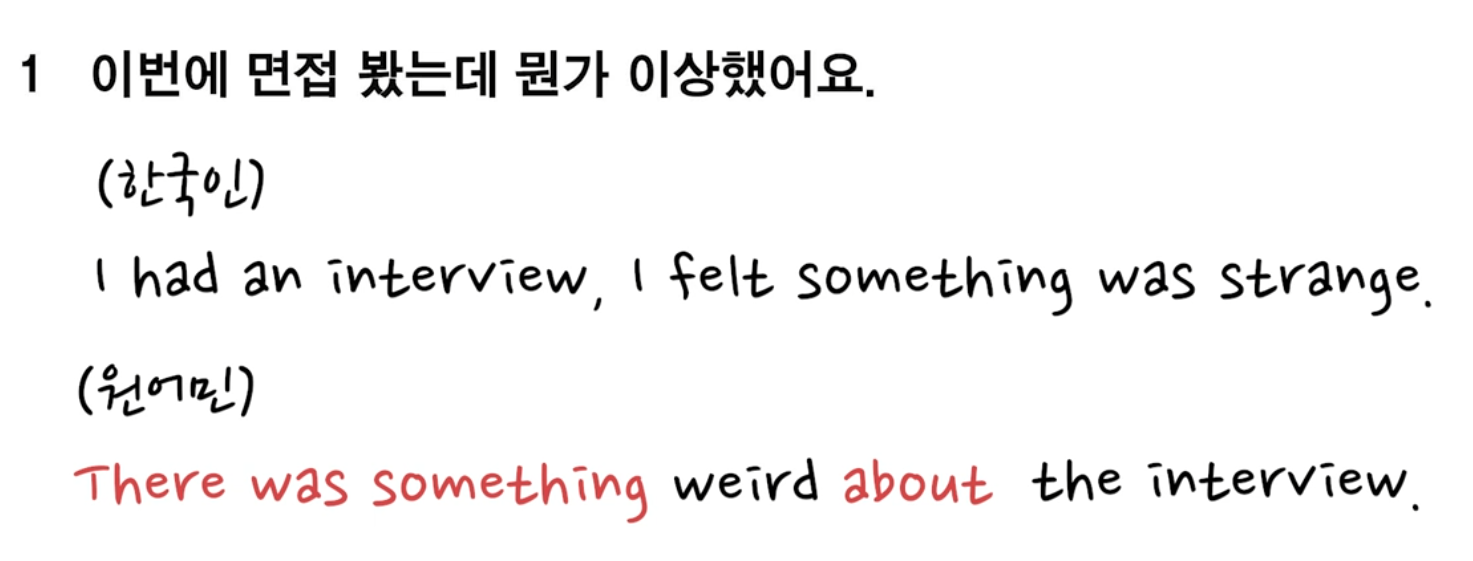 1 이번에 면접 봤는데 뭔가 이상했어요.
(한국인)
I had an interview, I felt something was strange.
(원어민)
There was something weird about the interview.